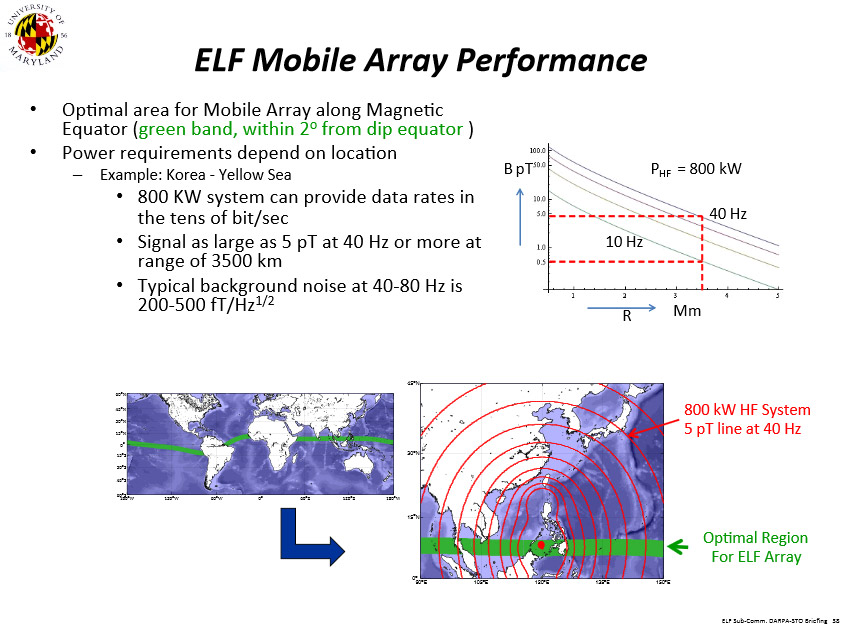 UNIVERSITY OF
18 56
MARYLAND
ELF Mobile Array Performance
• Optimal area for Mobile Array along Magnetic
Equator (green band, within 2º from dip equator )
• Power requirements depend on location
– Example: Korea - Yellow Sea
• 800 KW system can provide data rates in
the tens of bit/sec
• Signal as large as 5 pT at 40 Hz or more at
range of 3500 km
• Typical background noise at 40-80 Hz is
200-500 fT/Hz1/2
B pT
100.0
50.0
10.0
5.0
1.0
0.5
PHF = 800 kW
40 Hz
10 Hz
1 2 3 4 5
R
Mm
45°N
30°N
15°N
0°
90°E 105°E 120°E 135°E 150°E
800 kW HF System
5 pT line at 40 Hz
Optimal Region
For ELF Array
ELF Sub-Comm. DARPA-STO Briefing 58